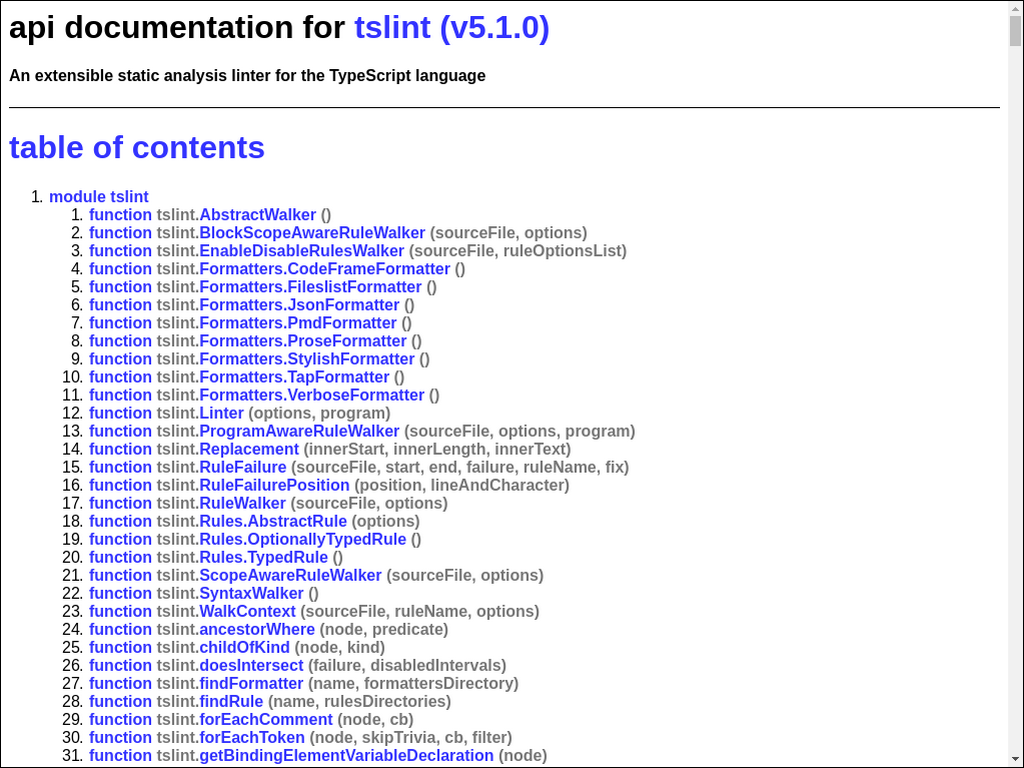 api documentation for tslint (v5.1.0)
An extensible static analysis linter for the TypeScript language
table of contents
1. module tslint
1. function tslint.AbstractWalker ()
2. function tslint.BlockScopeAwareRuleWalker (sourceFile, options)
3. function tslint.EnableDisableRulesWalker (sourceFile, ruleOptionsList)
4. function tslint.Formatters.CodeFrameFormatter ()
5. function tslint.Formatters.FileslistFormatter ()
6. function tslint.Formatters.JsonFormatter ()
7. function tslint.Formatters.PmdFormatter ()
8. function tslint.Formatters.ProseFormatter ()
9. function tslint.Formatters.StylishFormatter ()
10. function tslint.Formatters.TapFormatter ()
11. function tslint.Formatters.VerboseFormatter ()
12. function tslint.Linter (options, program)
13. function tslint.ProgramAwareRuleWalker (sourceFile, options, program)
14. function tslint.Replacement (innerStart, innerLength, innerText)
15. function tslint.RuleFailure (sourceFile, start, end, failure, ruleName, fix)
16. function tslint.RuleFailurePosition (position, lineAndCharacter)
17. function tslint.RuleWalker (sourceFile, options)
18. function tslint.Rules.AbstractRule (options)
19. function tslint.Rules.OptionallyTypedRule ()
20. function tslint.Rules.TypedRule ()
21. function tslint.ScopeAwareRuleWalker (sourceFile, options)
22. function tslint.SyntaxWalker ()
23. function tslint.WalkContext (sourceFile, ruleName, options)
24. function tslint.ancestorWhere (node, predicate)
25. function tslint.childOfKind (node, kind)
26. function tslint.doesIntersect (failure, disabledIntervals)
27. function tslint.findFormatter (name, formattersDirectory)
28. function tslint.findRule (name, rulesDirectories)
29. function tslint.forEachComment (node, cb)
30. function tslint.forEachToken (node, skipTrivia, cb, filter)
31. function tslint.getBindingElementVariableDeclaration (node)